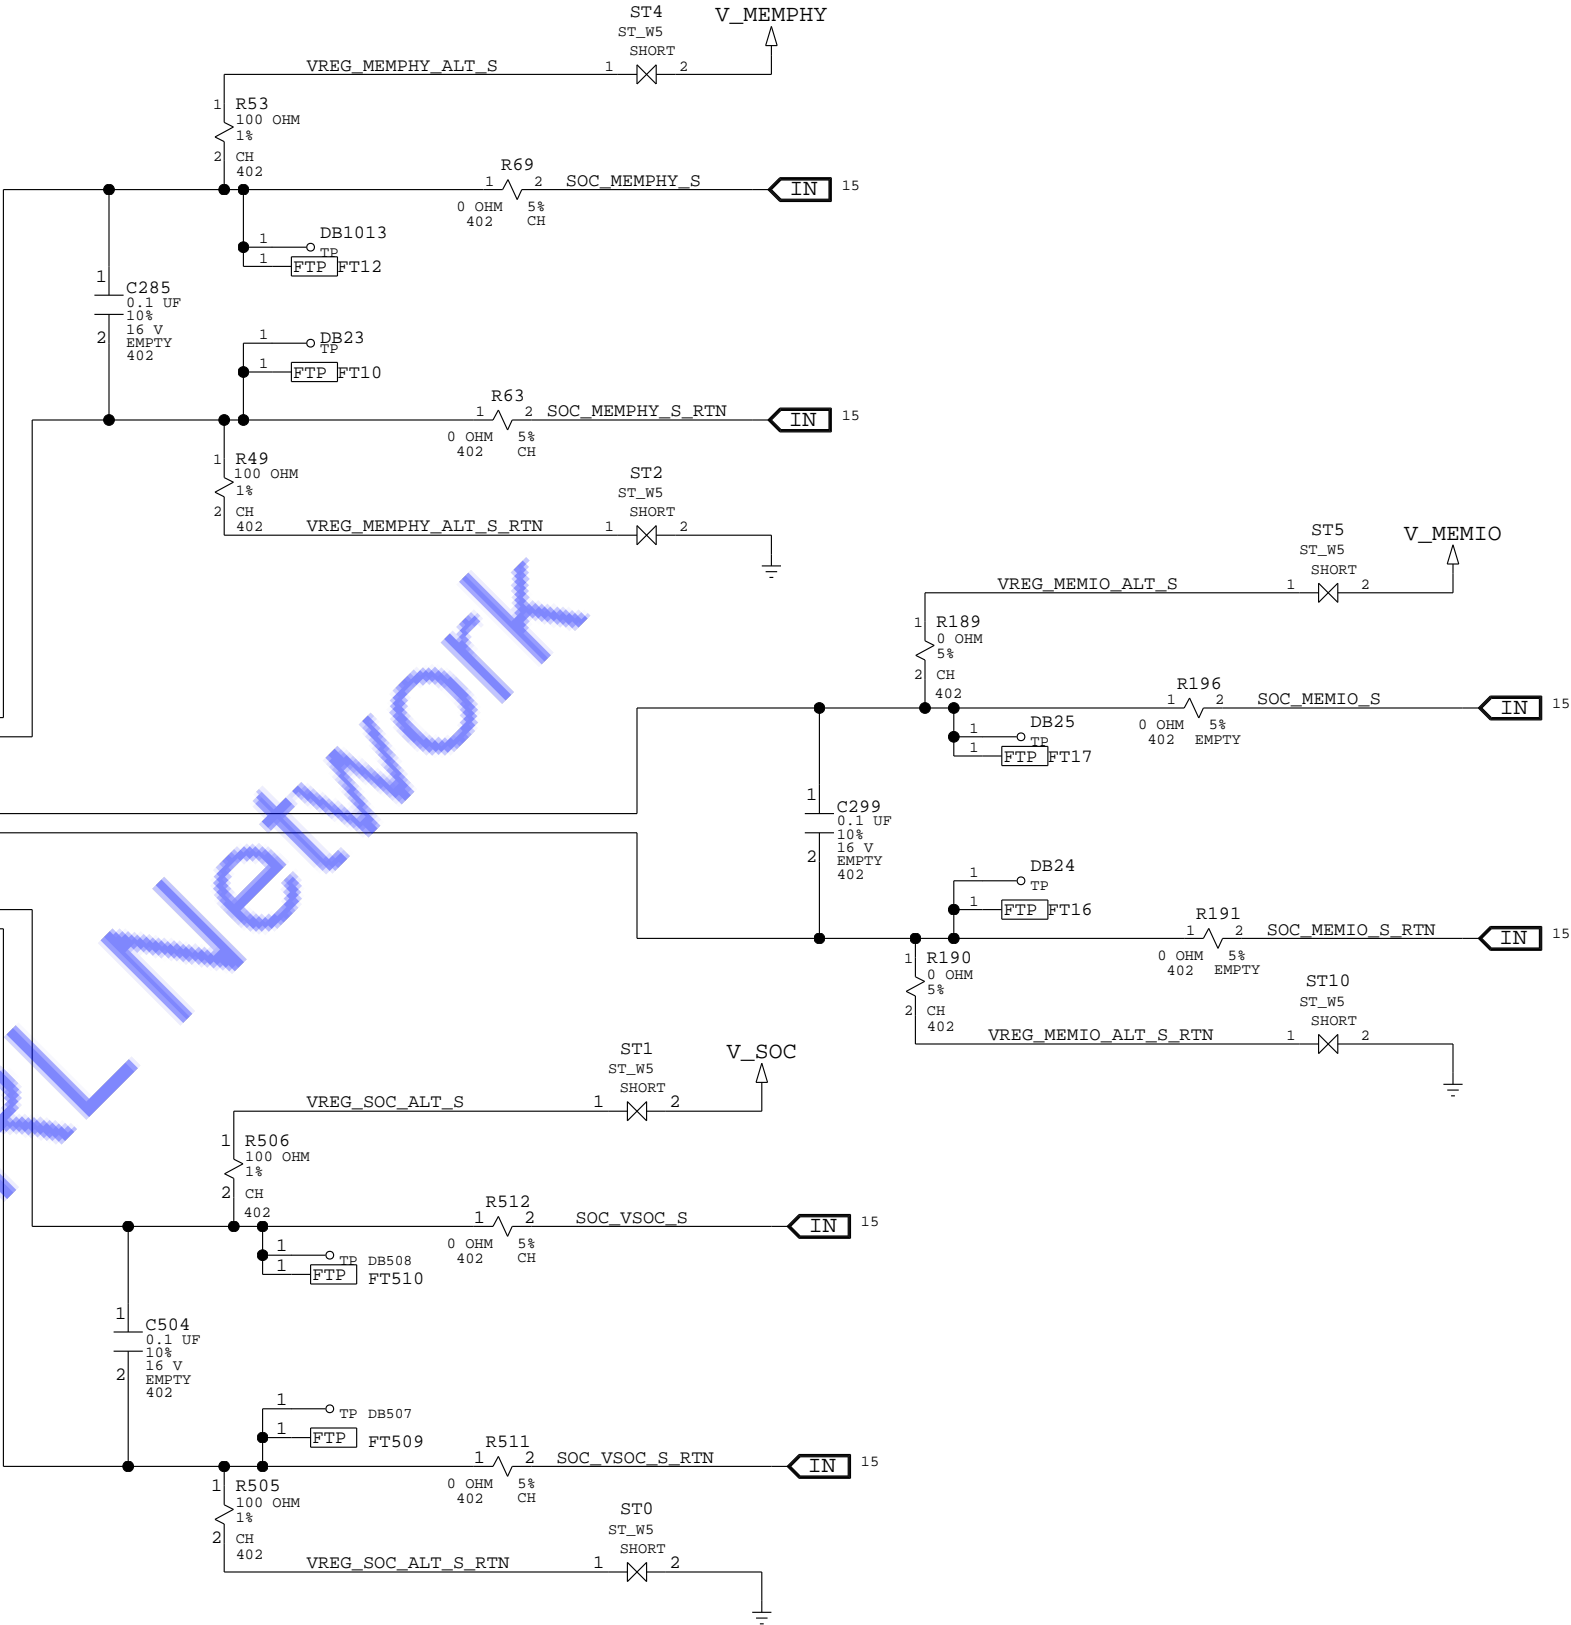 ST4
ST_W5
SHORT
V_MEMPHY
VREG_MEMPHY_ALT_S
1
2
1
R53
100 OHM
1%
2
CH
402
R69
1
2
SOC_MEMPHY_S
IN
15
0 OHM
5%
402
CH
1
DB1013
TP
1
FTP
FT12
1
C285
0.1 UF
10%
16 V
EMPTY
402
2
1
DB23
TP
1
FTP
FT10
R63
1
2
SOC_MEMPHY_S_RTN
IN
15
0 OHM
5%
402
CH
1
R49
100 OHM
1%
2
CH
402
ST2
ST_W5
SHORT
VREG_MEMPHY_ALT_S_RTN
1
2
ST5
ST_W5
SHORT
V_MEMIO
VREG_MEMIO_ALT_S
1
2
1
R189
0 OHM
5%
2
CH
402
R196
1
2
SOC_MEMIO_S
IN
15
0 OHM
5%
402
EMPTY
1
DB25
TP
1
FTP
FT17
1
C299
0.1 UF
10%
16 V
EMPTY
402
2
1
DB24
TP
1
FTP
FT16
R191
1
2
SOC_MEMIO_S_RTN
IN
15
0 OHM
5%
402
EMPTY
1
R190
0 OHM
5%
2
CH
402
ST10
ST_W5
SHORT
VREG_MEMIO_ALT_S_RTN
1
2
RL Network
ST1
ST_W5
SHORT
V_SOC
VREG_SOC_ALT_S
1
2
1
R506
100 OHM
1%
2
CH
402
R512
1
2
SOC_VSOC_S
IN
15
0 OHM
5%
402
CH
1
TP
DB508
1
FTP
FT510
1
C504
0.1 UF
10%
16 V
EMPTY
402
2
1
TP
DB507
1
FTP
FT509
R511
1
2
SOC_VSOC_S_RTN
IN
15
0 OHM
5%
402
CH
1
R505
100 OHM
1%
2
CH
402
ST0
ST_W5
SHORT
VREG_SOC_ALT_S_RTN
1
2